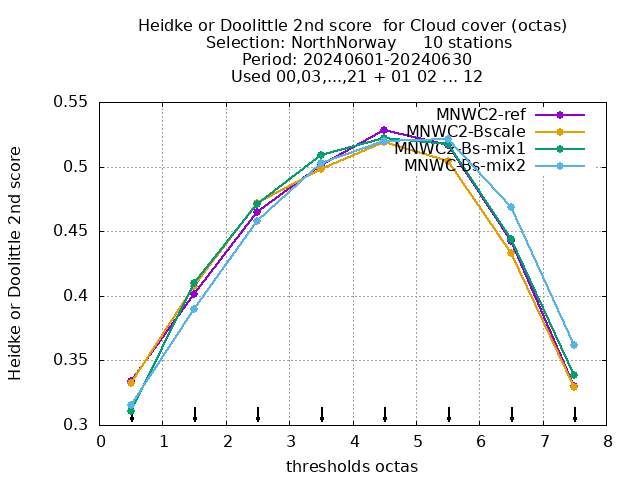 Heidke or Doolittle 2nd score  for Cloud cover (octas)
Selection: NorthNorway     10 stations
Period: 20240601-20240630
Used 00,03,...,21 + 01 02 ... 12
Heidke or Doolittle 2nd score
0.55
0.5
0.45
0.4
0.35
0.3
MNWC2-ref
MNWC2-Bscale
MNWC2-Bs-mix1
MNWC-Bs-mix2
0 1 2 3 4 5 6 7 8
thresholds octas